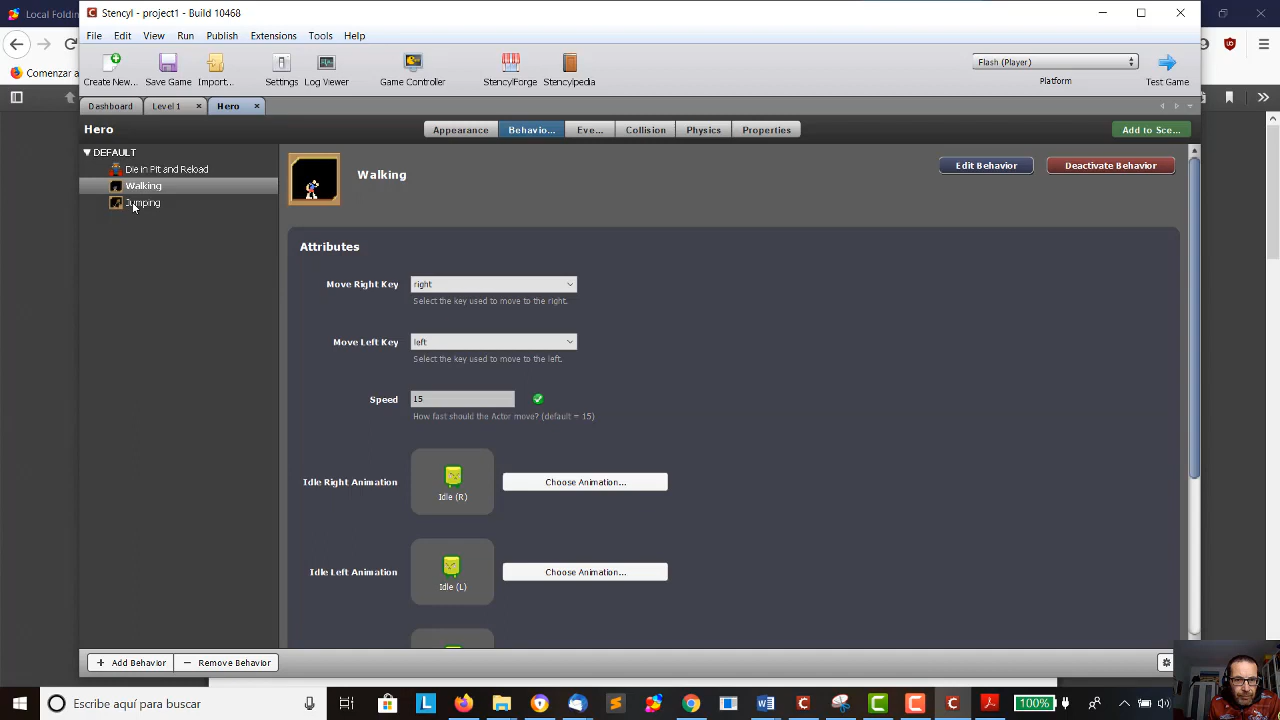 Local Foldin
Stencyl - project1 - Build 10468
File Edit View Run Publish Extensions Tools Help
Comenzar a
Create New... Save Game Import... Settings Log Viewer Game Controller StencylForge Stencylpedia
Flash (Player)
Platform
Test Game
Dashboard Level 1 Hero
Hero
Appearance Behavio... Eve... Collision Physics Properties
Add to Sce...
DEFAULT
Die in Pit and Reload
Walking
Jumping
Walking
Edit Behavior
Deactivate Behavior
Attributes
Move Right Key
right
Select the key used to move to the right.
Move Left Key
left
Select the key used to move to the left.
Speed
15
How fast should the Actor move? (default = 15)
Idle Right Animation
Idle (R)
Choose Animation...
Idle Left Animation
Idle (L)
Choose Animation...
+ Add Behavior
− Remove Behavior
Escribe aquí para buscar
100%